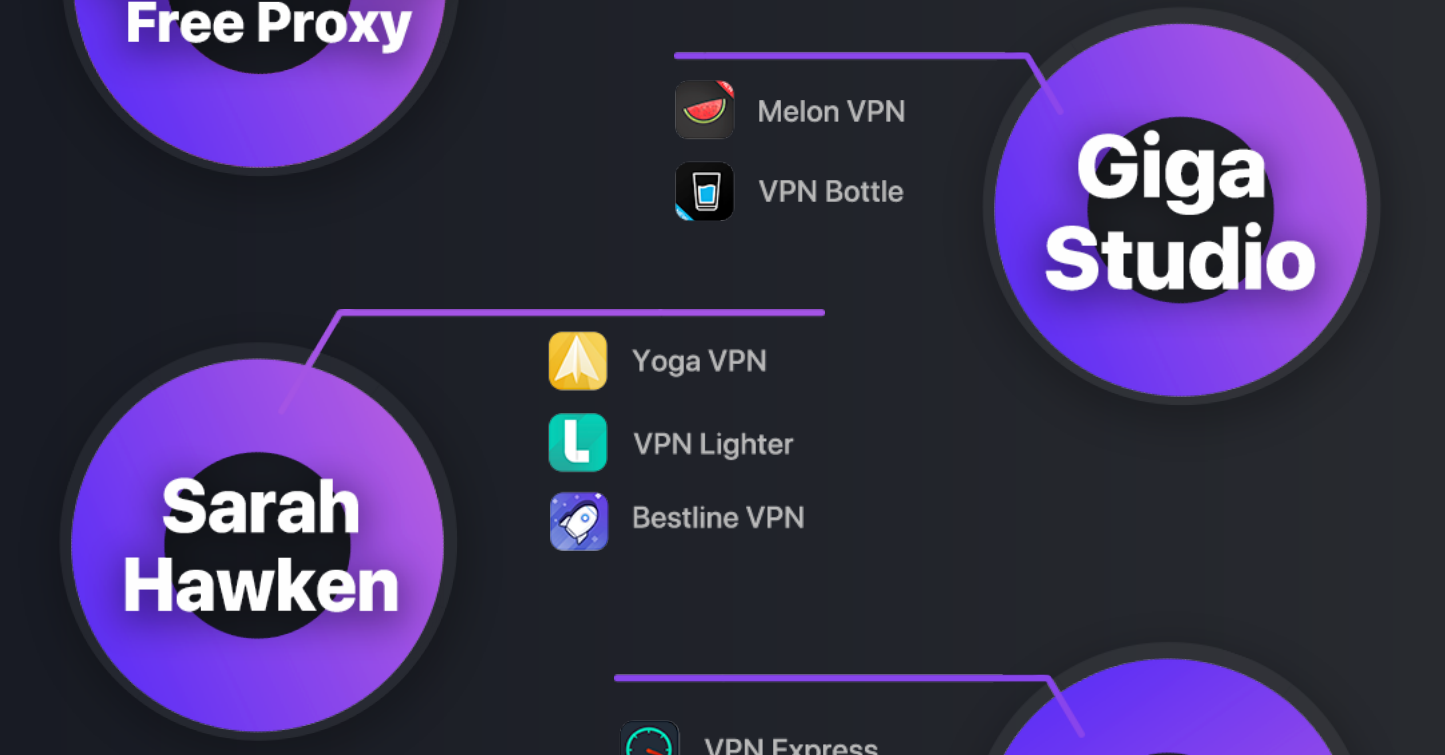 Free Proxy
Melon VPN
VPN Bottle
Giga
Studio
Yoga VPN
VPN Lighter
Bestline VPN
Sarah
Hawken
VPN Express